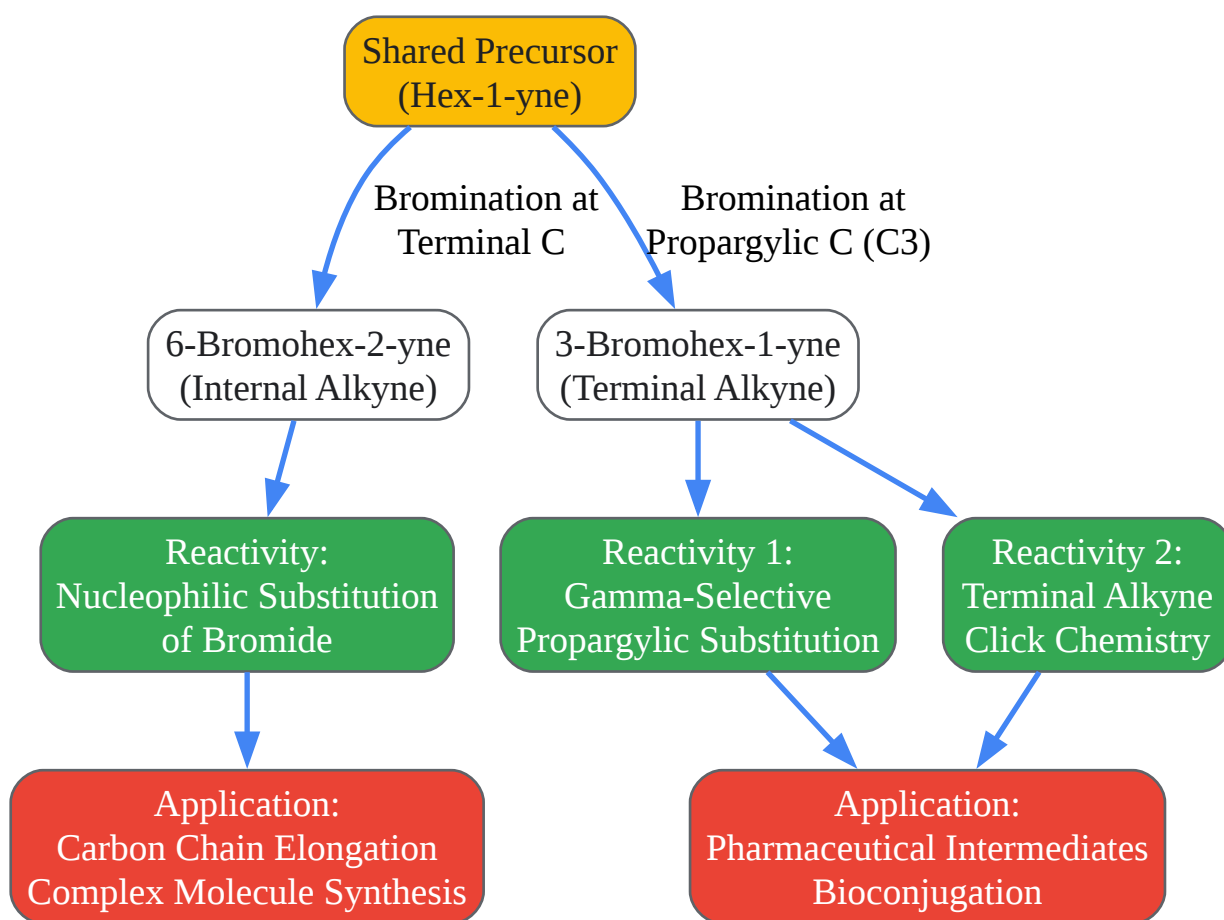 Shared Precursor
(Hex-1-yne)
Bromination at
Terminal C
Bromination at
Propargylic C (C3)
6-Bromohex-2-yne
(Internal Alkyne)
3-Bromohex-1-yne
(Terminal Alkyne)
Reactivity:
Nucleophilic Substitution
of Bromide
Reactivity 1:
Gamma-Selective
Propargylic Substitution
Reactivity 2:
Terminal Alkyne
Click Chemistry
Application:
Carbon Chain Elongation
Complex Molecule Synthesis
Application:
Pharmaceutical Intermediates
Bioconjugation